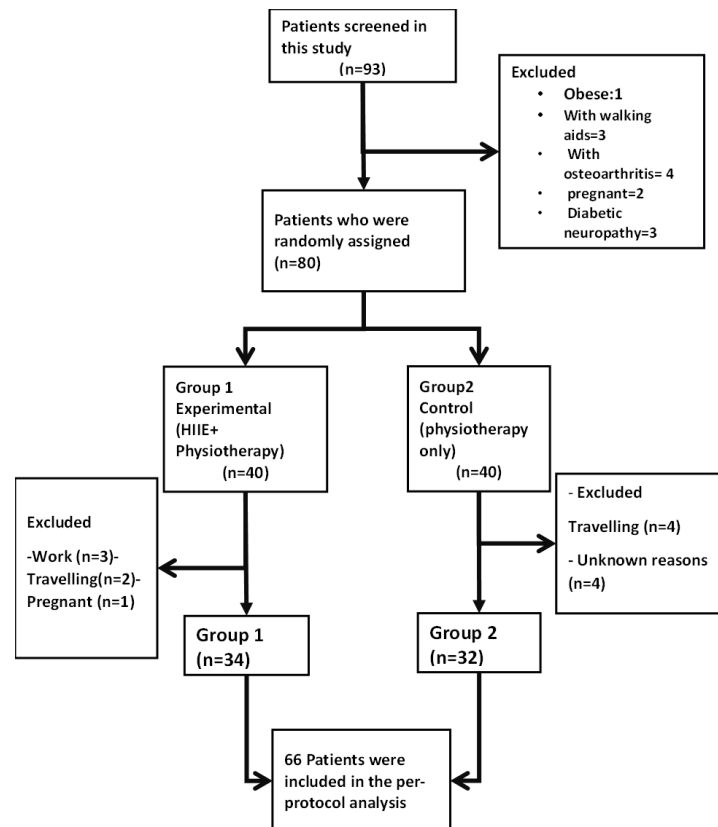 Patients screened in
this study
(n=93)
Excluded
• Obese:1
• With walking
aids=3
• With
osteoarthritis= 4
• pregnant=2
• Diabetic
neuropathy=3
Patients who were
randomly assigned
(n=80)
Group 1
Experimental
(HIIE+
Physiotherapy)
(n=40)
Group2
Control
(physiotherapy
only)
(n=40)
Excluded
-Work (n=3)-
Travelling(n=2)-
Pregnant (n=1)
- Excluded
Travelling (n=4)
- Unknown reasons
(n=4)
Group 1
(n=34)
Group 2
(n=32)
66 Patients were
included in the per-
protocol analysis